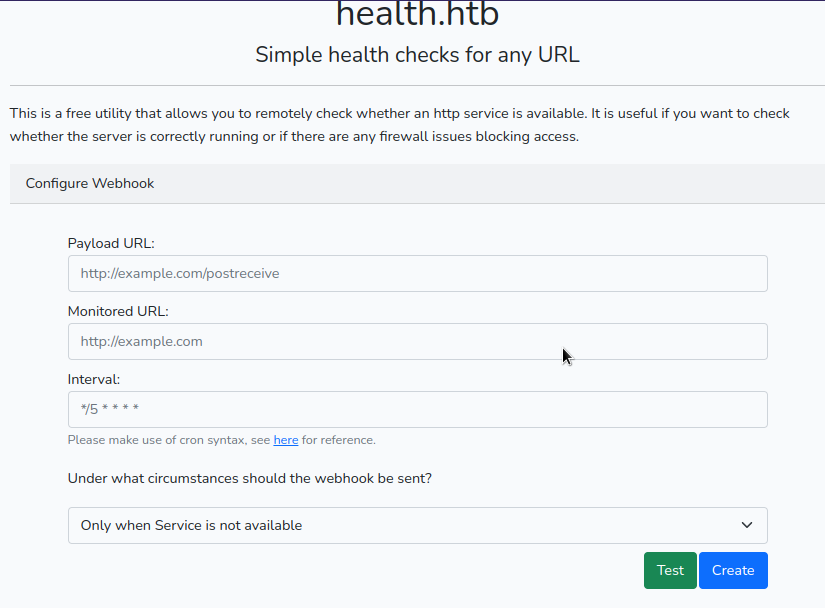 health.htb
Simple health checks for any URL
This is a free utility that allows you to remotely check whether an http service is available. It is useful if you want to check
whether the server is correctly running or if there are any firewall issues blocking access.
Configure Webhook
Payload URL:
http://example.com/postreceive
Monitored URL:
http://example.com
Interval:
*/5 * * * *
Please make use of cron syntax, see here for reference.
Under what circumstances should the webhook be sent?
Only when Service is not available
Test Create